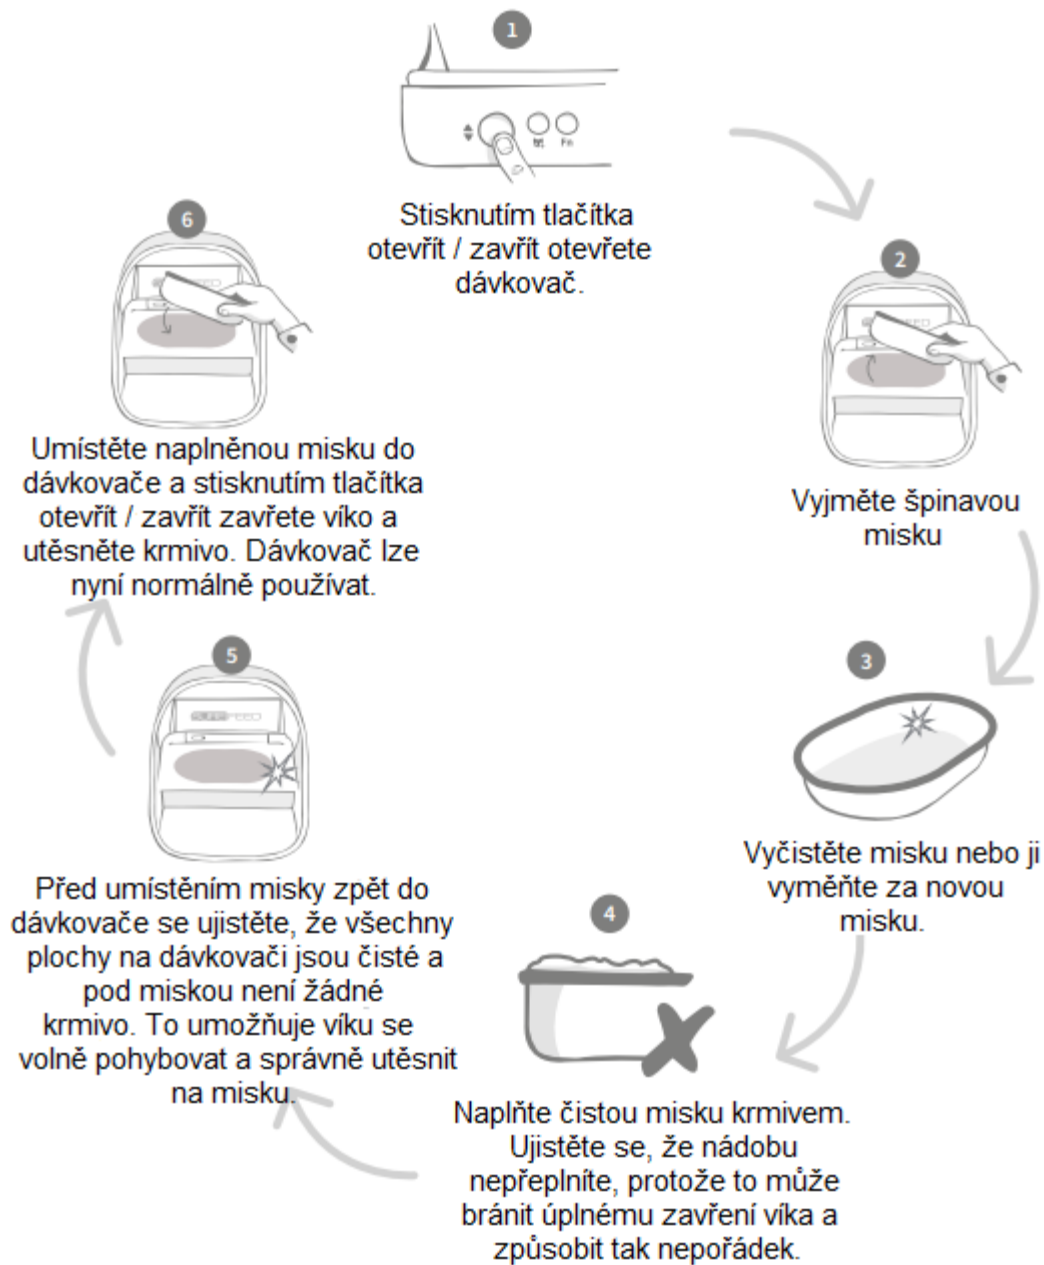 1
Fn
Stisknutím tlačítka
otevřít / zavřít otevřete
dávkovač.
2
Vyjměte špinavou
misku
3
Vyčistěte misku nebo ji
vyměňte za novou
misku.
4
Naplňte čistou misku krmivem.
Ujistěte se, že nádobu
nepřeplníte, protože to může
bránit úplnému zavření víka a
způsobit tak nepořádek.
5
SUREFEED
Před umístěním misky zpět do
dávkovače se ujistěte, že všechny
plochy na dávkovači jsou čisté a
pod miskou není žádné
krmivo. To umožňuje víku se
volně pohybovat a správně utěsnit
na misku.
6
Umístěte naplněnou misku do
dávkovače a stisknutím tlačítka
otevřít / zavřít zavřete víko a
utěsněte krmivo. Dávkovač lze
nyní normálně používat.